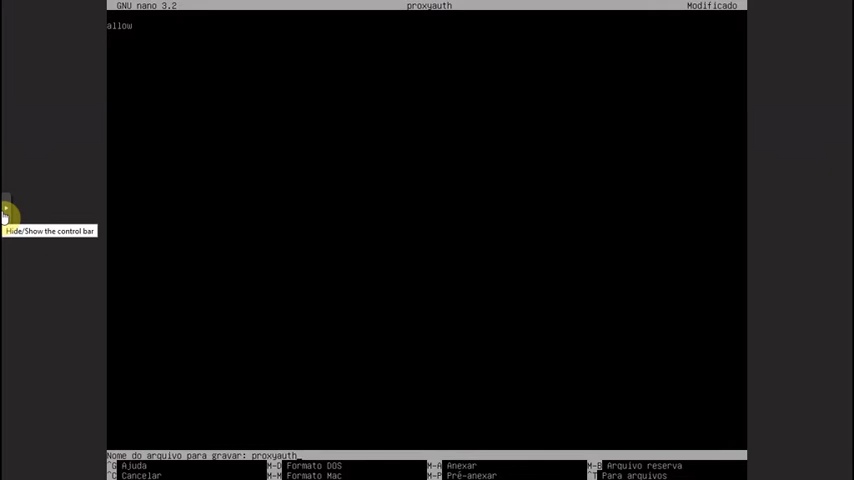 GNU nano 3.2 proxyauth Modificado
allow
Hide/Show the control bar
Nome do arquivo para gravar: proxyauth
^G Ajuda M-D Formato DOS M-A Anexar M-B Arquivo reserva
^C Cancelar M-M Formato Mac M-P Pré-anexar ^T Para arquivos